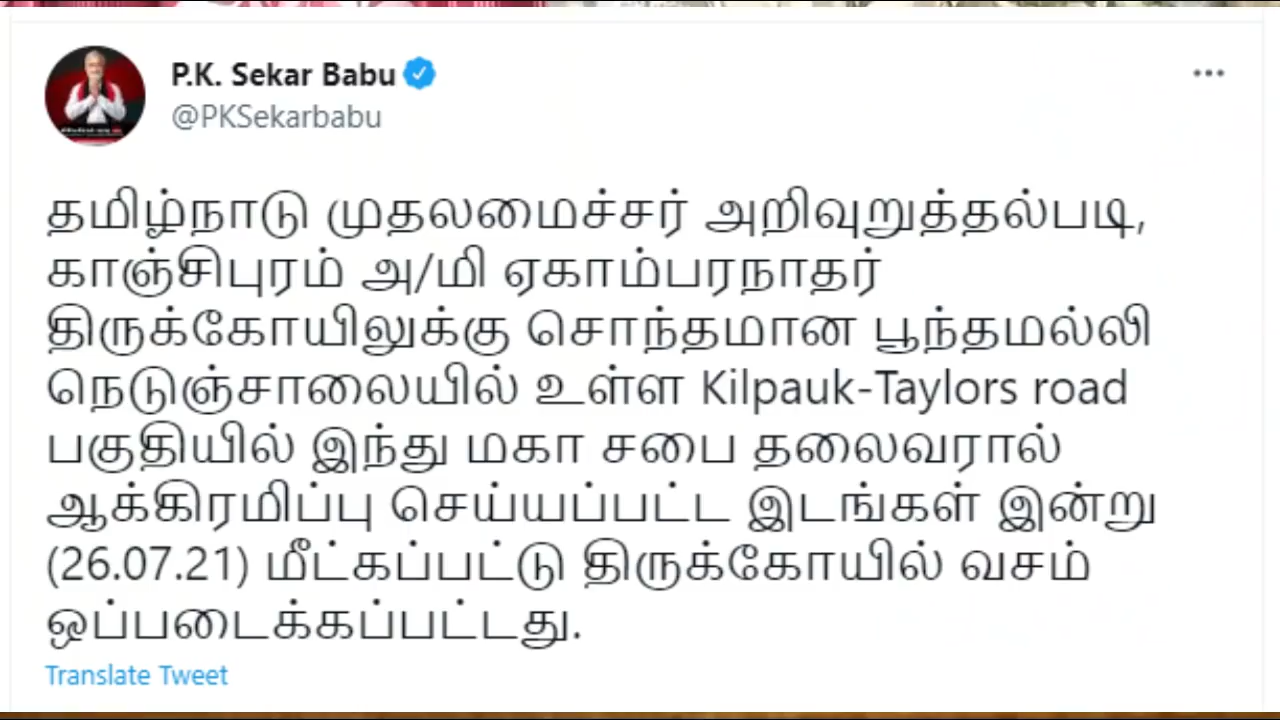 P.K. Sekar Babu
@PKSekarbabu
தமிழ்நாடு முதலமைச்சர் அறிவுறுத்தல்படி,
காஞ்சிபுரம் அ/மி ஏகாம்பரநாதர்
திருக்கோயிலுக்கு சொந்தமான பூந்தமல்லி
நெடுஞ்சாலையில் உள்ள Kilpauk-Taylors road
பகுதியில் இந்து மகா சபை தலைவரால்
ஆக்கிரமிப்பு செய்யப்பட்ட இடங்கள் இன்று
(26.07.21) மீட்கப்பட்டு திருக்கோயில் வசம்
ஒப்படைக்கப்பட்டது.
Translate Tweet